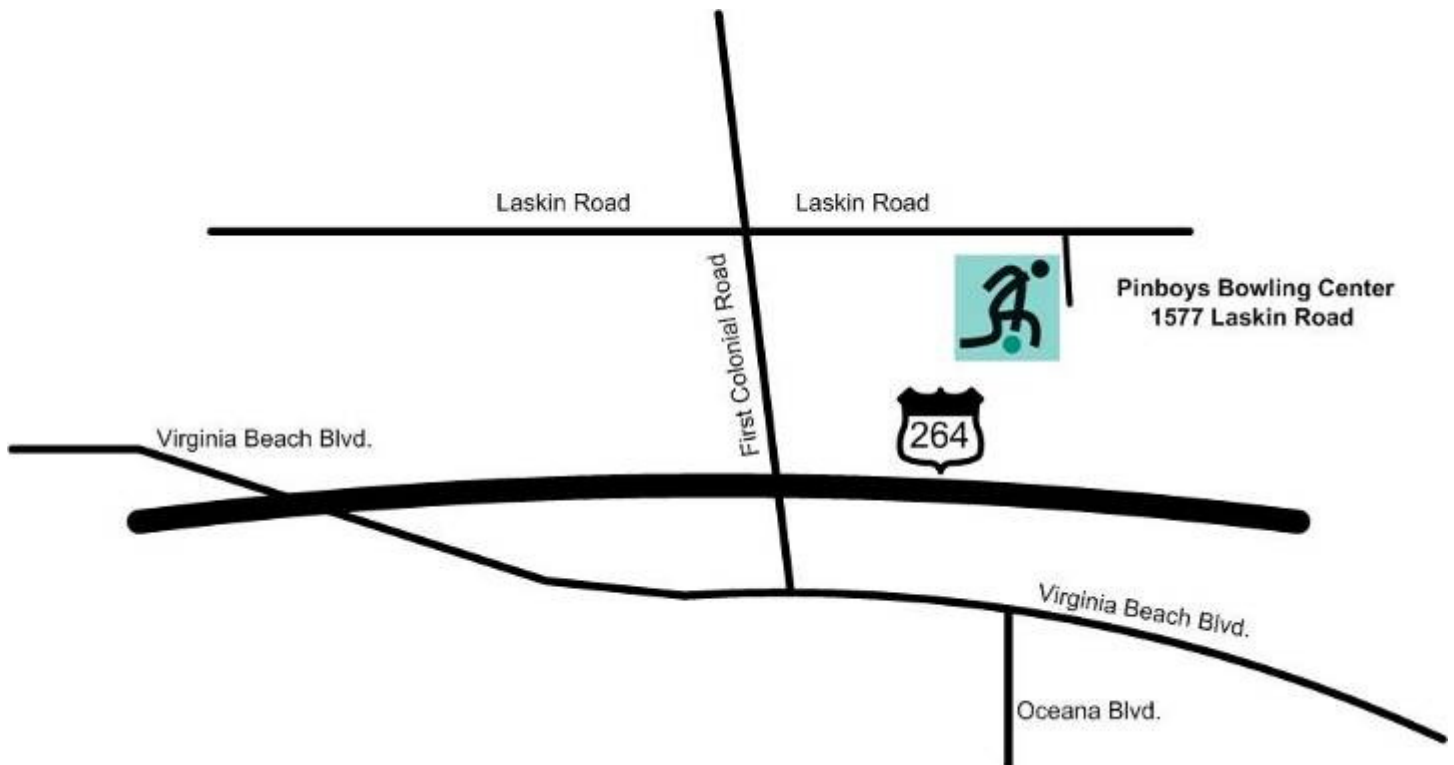 Laskin Road
Laskin Road
First Colonial Road
Pinboys Bowling Center
1577 Laskin Road
264
Virginia Beach Blvd.
Virginia Beach Blvd.
Oceana Blvd.